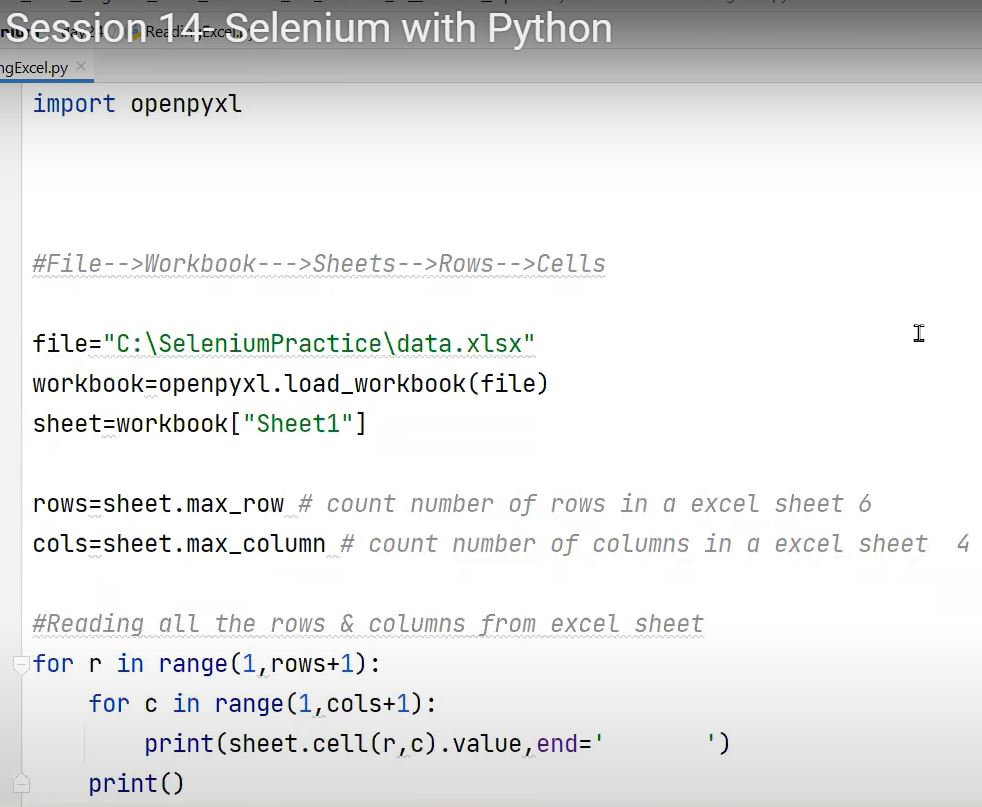 Session 14: Selenium with Python
ngExcel.py
import openpyxl
#File-->Workbook--->Sheets-->Rows-->Cells
file="C:\SeleniumPractice\data.xlsx"
workbook=openpyxl.load_workbook(file)
sheet=workbook["Sheet1"]
rows=sheet.max_row # count number of rows in a excel sheet 6
cols=sheet.max_column # count number of columns in a excel sheet  4
#Reading all the rows & columns from excel sheet
for r in range(1,rows+1):
    for c in range(1,cols+1):
        print(sheet.cell(r,c).value,end='       ')
    print()